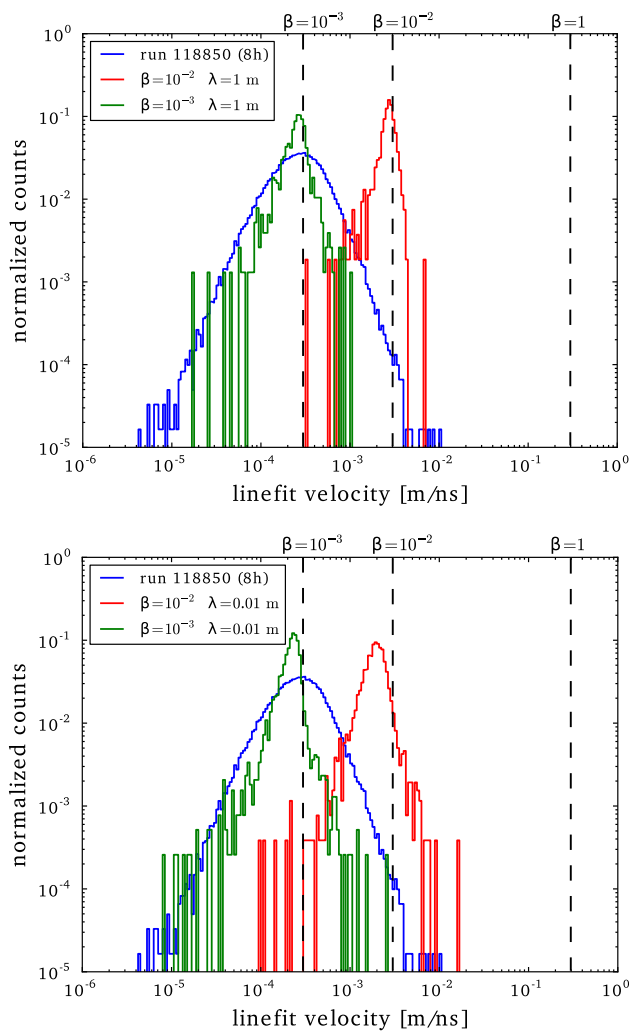 β=10⁻³ β=10⁻² β=1
10⁰
10⁻¹
10⁻²
10⁻³
10⁻⁴
10⁻⁵
normalized counts
run 118850 (8h)
β=10⁻² λ=1 m
β=10⁻³ λ=1 m
10⁻⁶ 10⁻⁵ 10⁻⁴ 10⁻³ 10⁻² 10⁻¹ 10⁰
linefit velocity [m/ns]
β=10⁻³ β=10⁻² β=1
10⁰
10⁻¹
10⁻²
10⁻³
10⁻⁴
10⁻⁵
normalized counts
run 118850 (8h)
β=10⁻² λ=0.01 m
β=10⁻³ λ=0.01 m
10⁻⁶ 10⁻⁵ 10⁻⁴ 10⁻³ 10⁻² 10⁻¹ 10⁰
linefit velocity [m/ns]